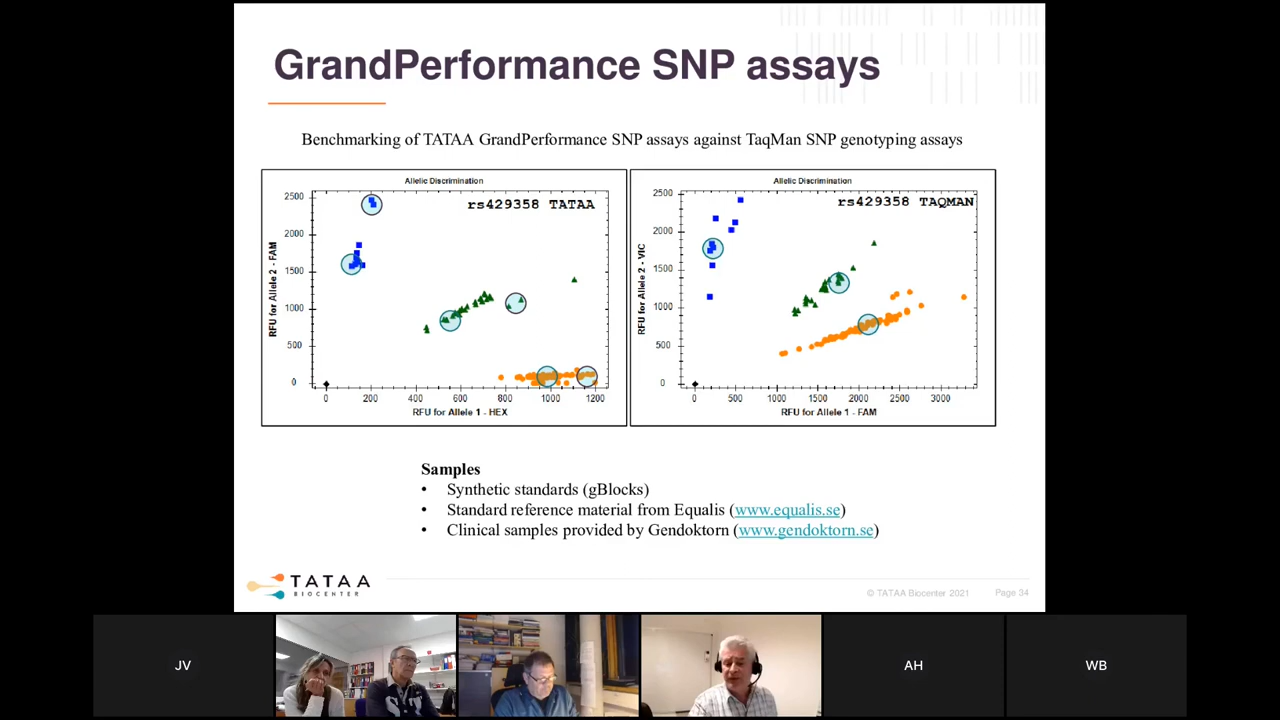 GrandPerformance SNP assays
Benchmarking of TATAA GrandPerformance SNP assays against TaqMan SNP genotyping assays
Allelic Discrimination
rs429358 TATAA
RFU for Allele 2 - FAM
2500
2000
1500
1000
500
0
0 200 400 600 800 1000 1200
RFU for Allele 1 - HEX
Allelic Discrimination
rs429358 TAQMAN
RFU for Allele 2 - VIC
2500
2000
1500
1000
500
0
0 500 1000 1500 2000 2500 3000
RFU for Allele 1 - FAM
Samples
• Synthetic standards (gBlocks)
• Standard reference material from Equalis (www.equalis.se)
• Clinical samples provided by Gendoktorn (www.gendoktorn.se)
TATAA
BIOCENTER
© TATAA Biocenter 2021 Page 34
JV AH WB